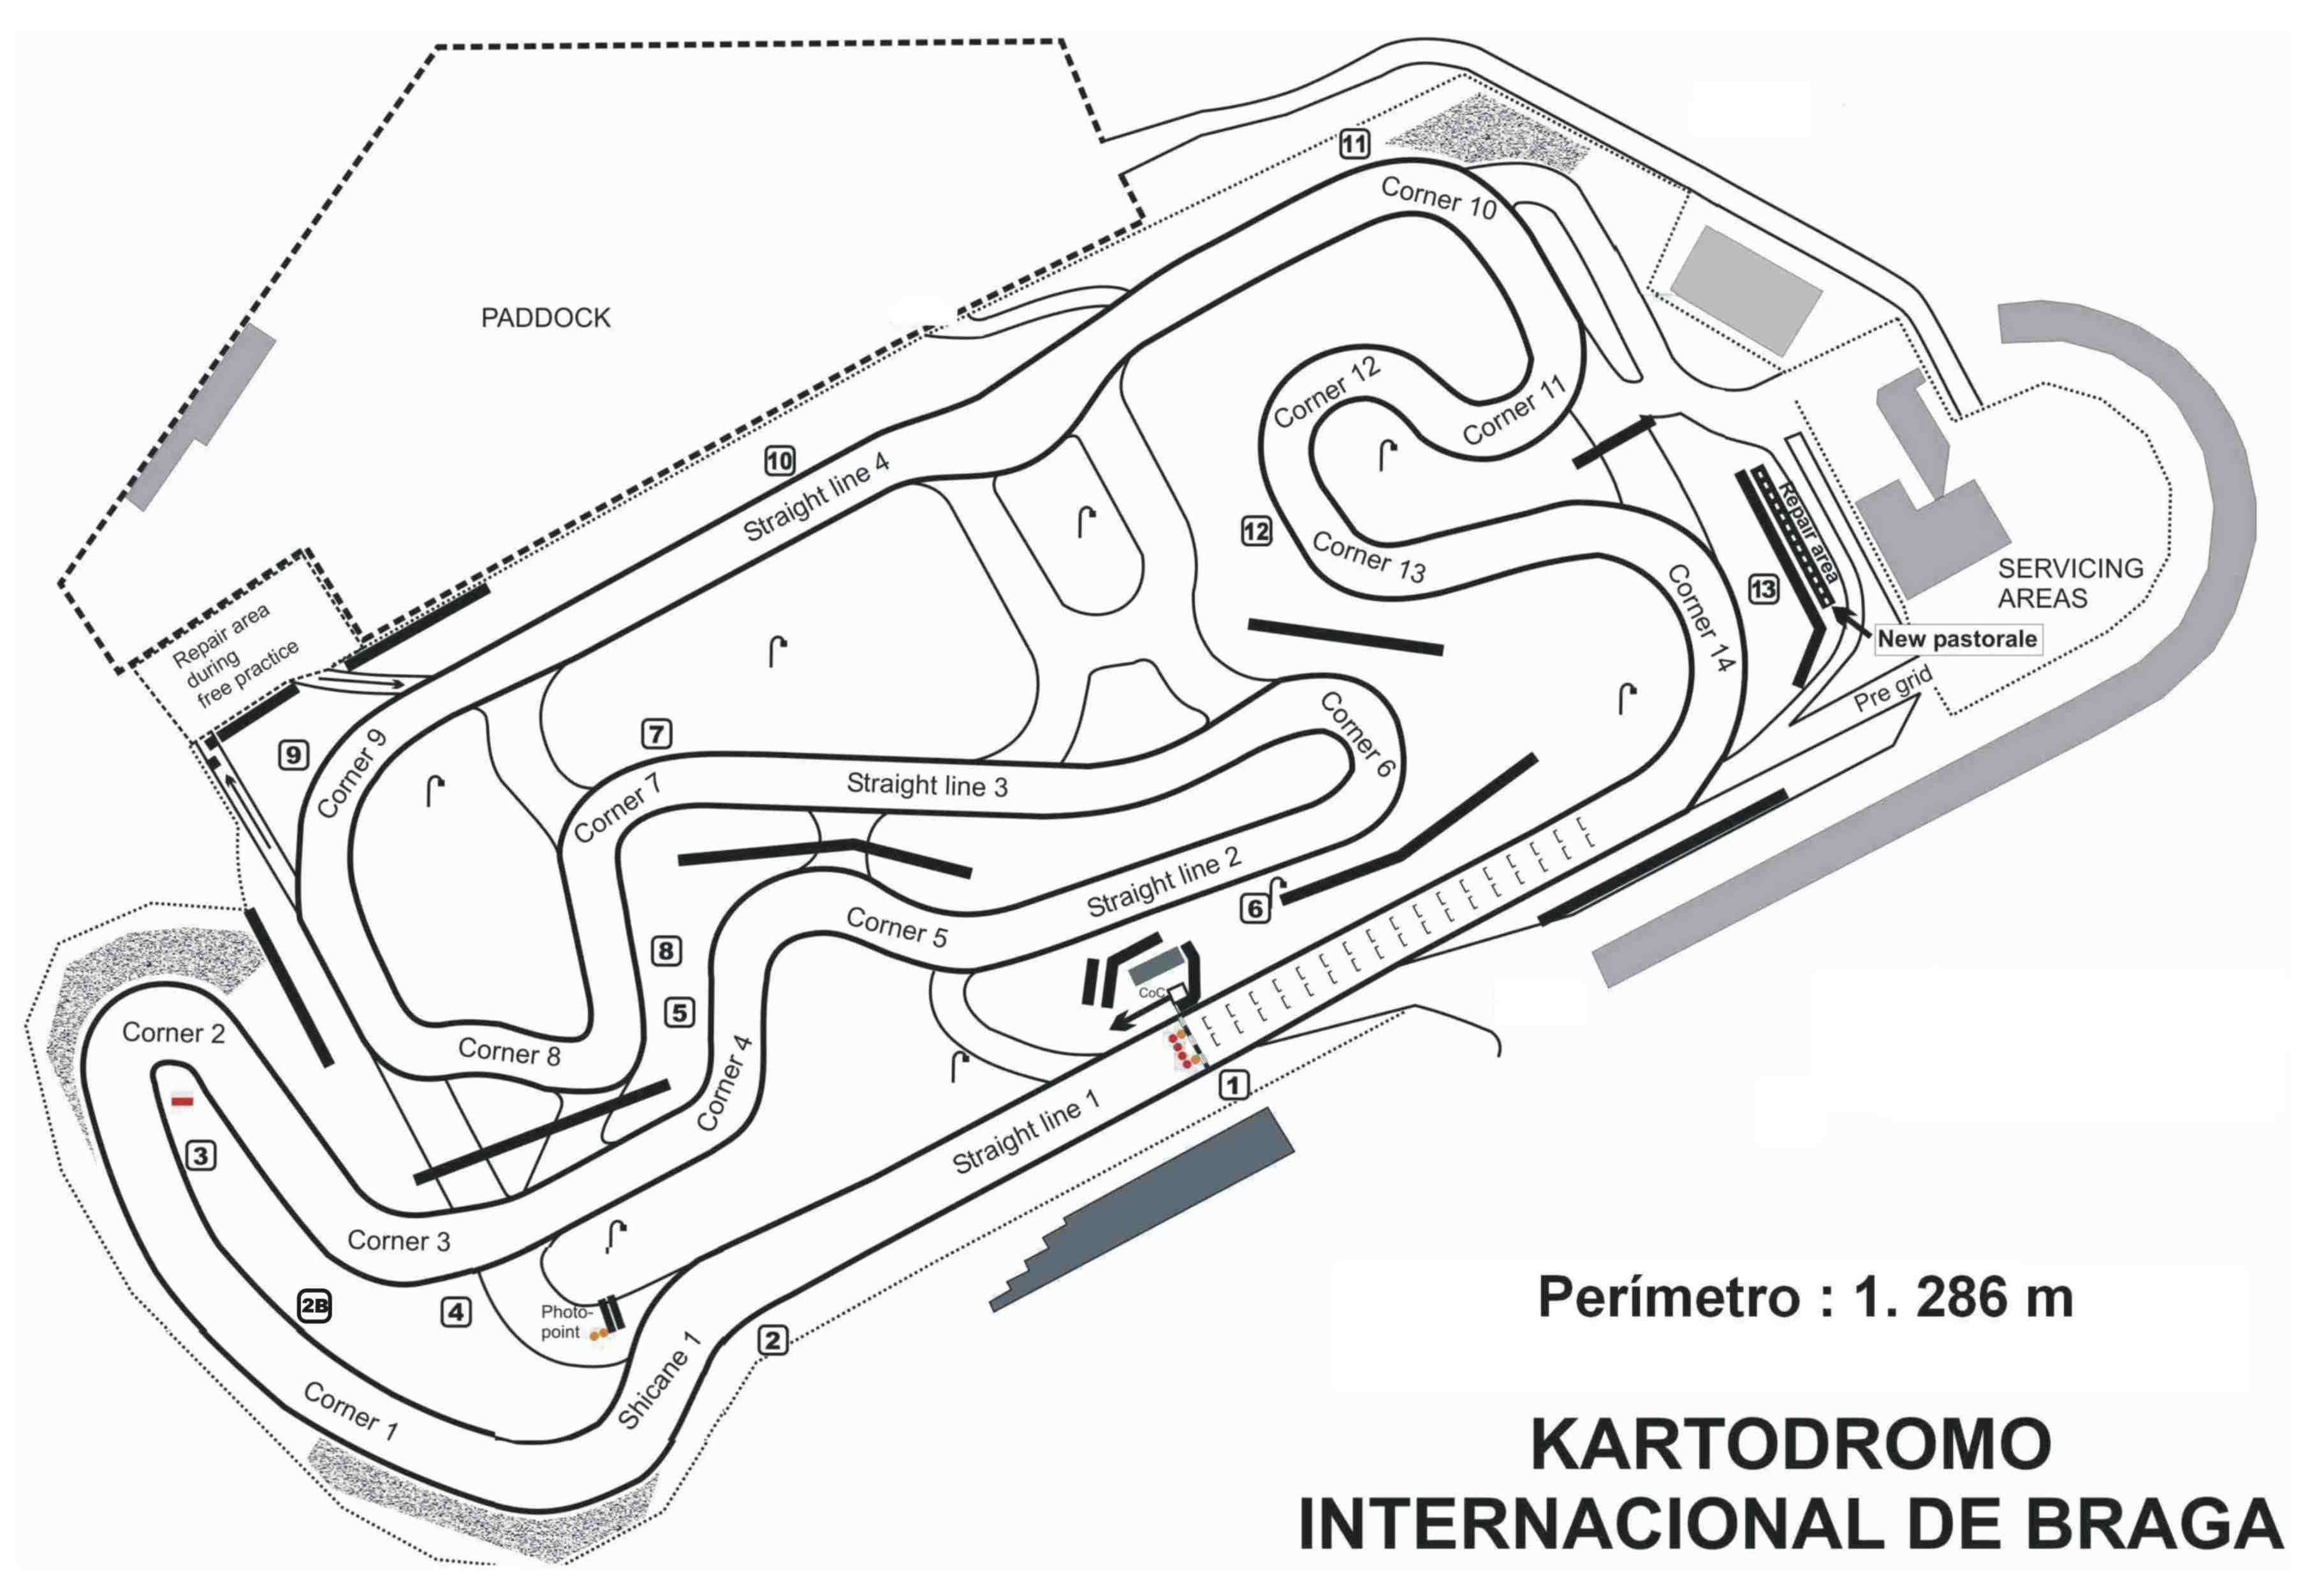 11
Corner 10
PADDOCK
Corner 12
Corner 11
10
Straight line 4
12
Corner 13
Repair area
13
Corner 14
SERVICING
AREAS
New pastorale
Pre grid
Repair area
during
free practice
9
Corner 9
7
Corner 7
Straight line 3
Corner 6
Straight line 2
6
8
Corner 5
5
CoC
Corner 2
Corner 8
Corner 4
1
Straight line 1
3
Corner 3
2B
4
Photo-
point
2
Shicane 1
Corner 1
Perímetro : 1. 286 m
KARTODROMO
INTERNACIONAL DE BRAGA